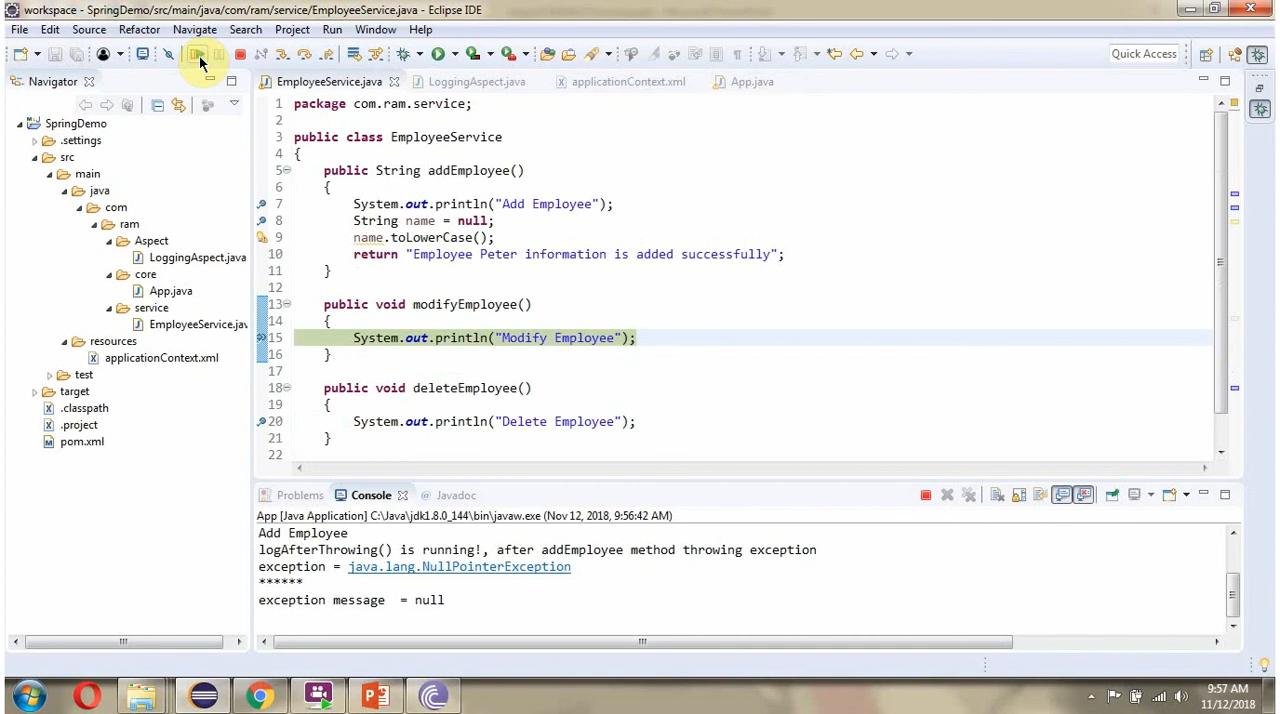 workspace - SpringDemo/src/main/java/com/ram/service/EmployeeService.java - Eclipse IDE
File Edit Source Refactor Navigate Search Project Run Window Help
Quick Access
Navigator
SpringDemo
.settings
src
main
java
com
ram
Aspect
LoggingAspect.java
core
App.java
service
EmployeeService.jav
resources
applicationContext.xml
test
target
.classpath
.project
pom.xml
EmployeeService.java LoggingAspect.java applicationContext.xml App.java
1 package com.ram.service;
2
3 public class EmployeeService
4 {
5 public String addEmployee()
6 {
7 System.out.println("Add Employee");
8 String name = null;
9 name.toLowerCase();
10 return "Employee Peter information is added successfully";
11 }
12
13 public void modifyEmployee()
14 {
15 System.out.println("Modify Employee");
16 }
17
18 public void deleteEmployee()
19 {
20 System.out.println("Delete Employee");
21 }
22
Problems Console @ Javadoc
App [Java Application] C:\Java\jdk1.8.0_144\bin\javaw.exe (Nov 12, 2018, 9:56:42 AM)
Add Employee
logAfterThrowing() is running!, after addEmployee method throwing exception
exception = java.lang.NullPointerException
******
exception message  = null
9:57 AM
11/12/2018